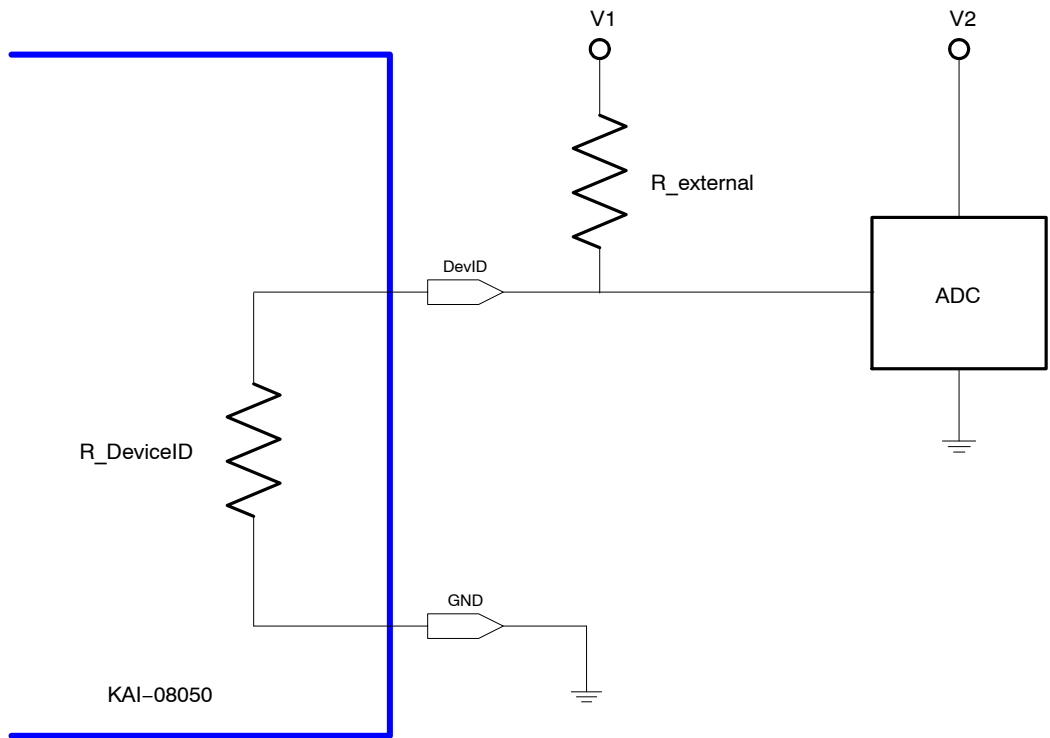 V1
V2
R_external
DevID
ADC
R_DeviceID
GND
KAI−08050